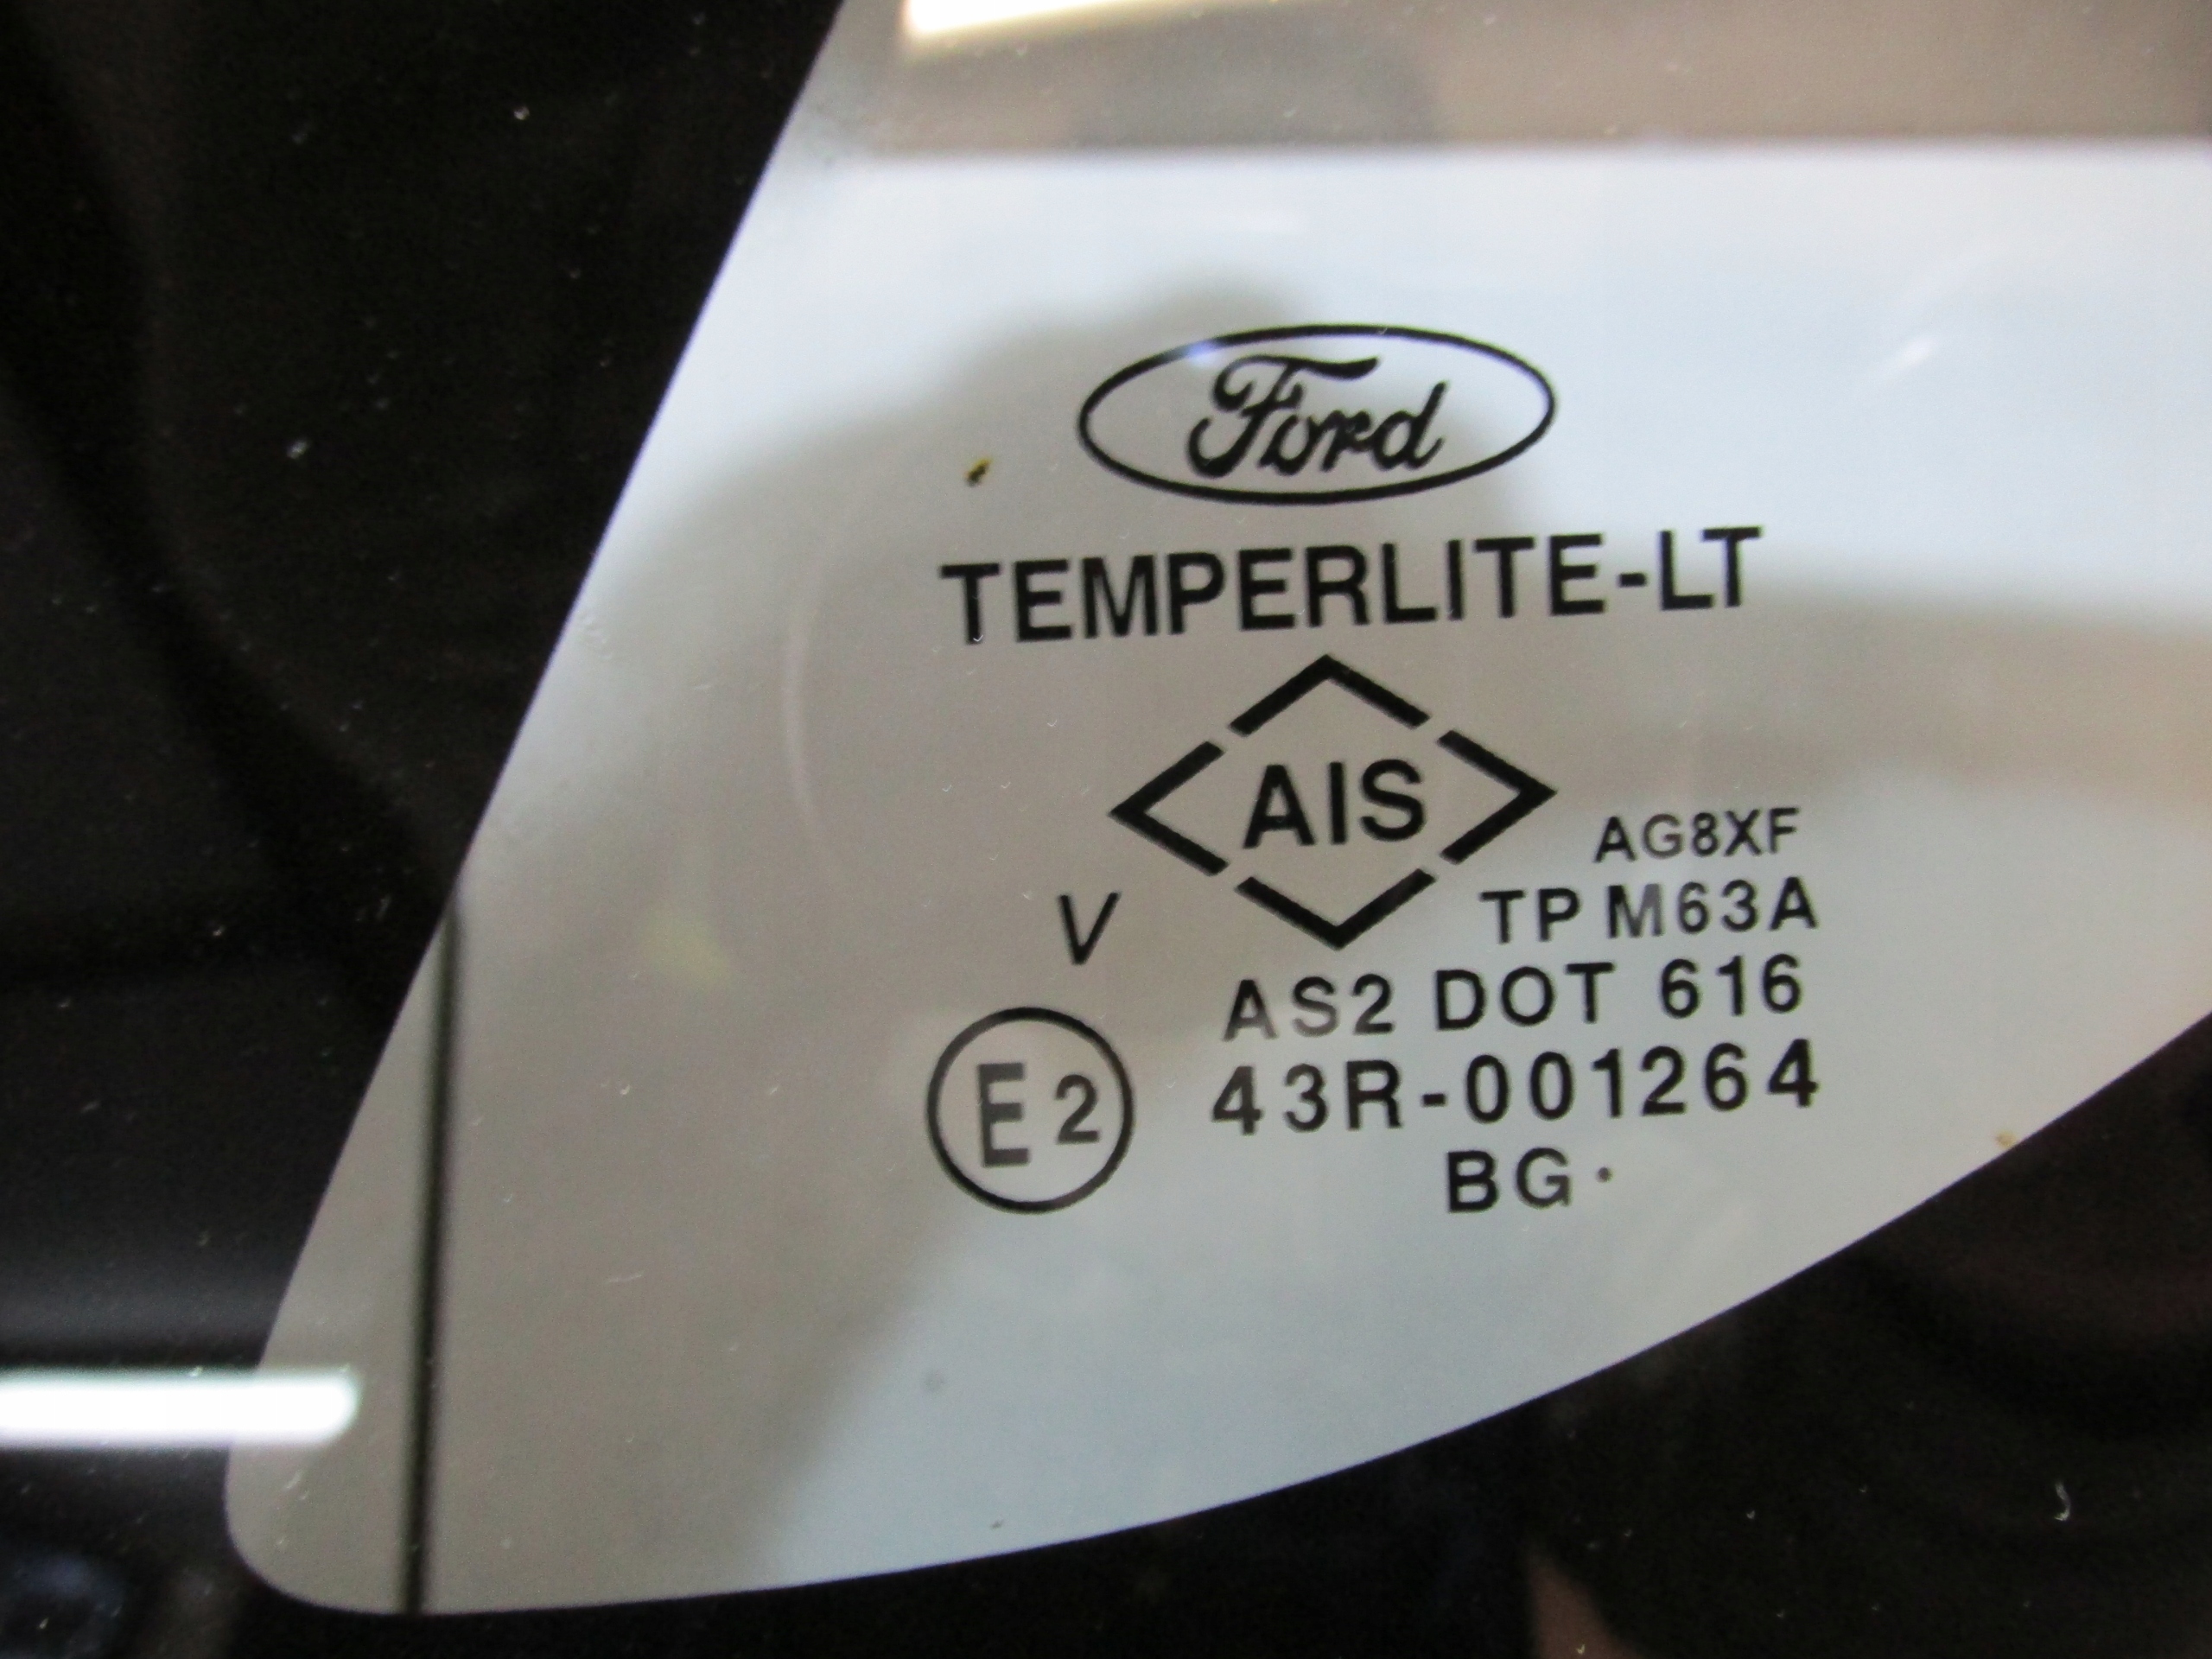 Ford
TEMPERLITE-LT
AIS
AG8XF
V
TP M63A
AS2 DOT 616
E2
43R-001264
BG·